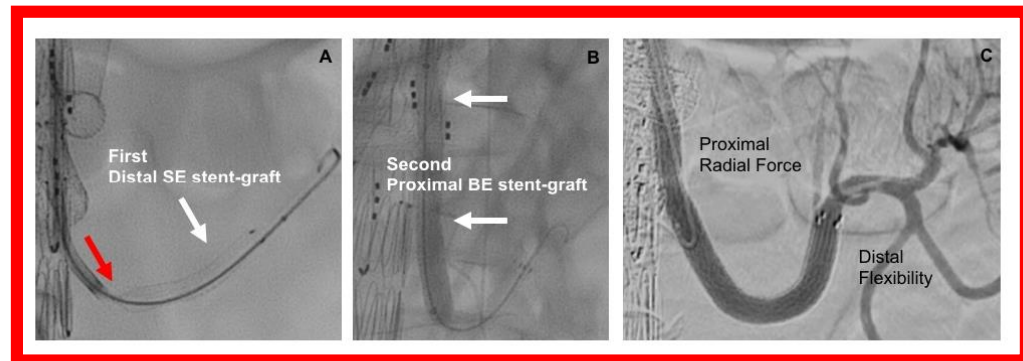 A
First
Distal SE stent-graft
B
Second
Proximal BE stent-graft
C
Proximal
Radial Force
Distal
Flexibility